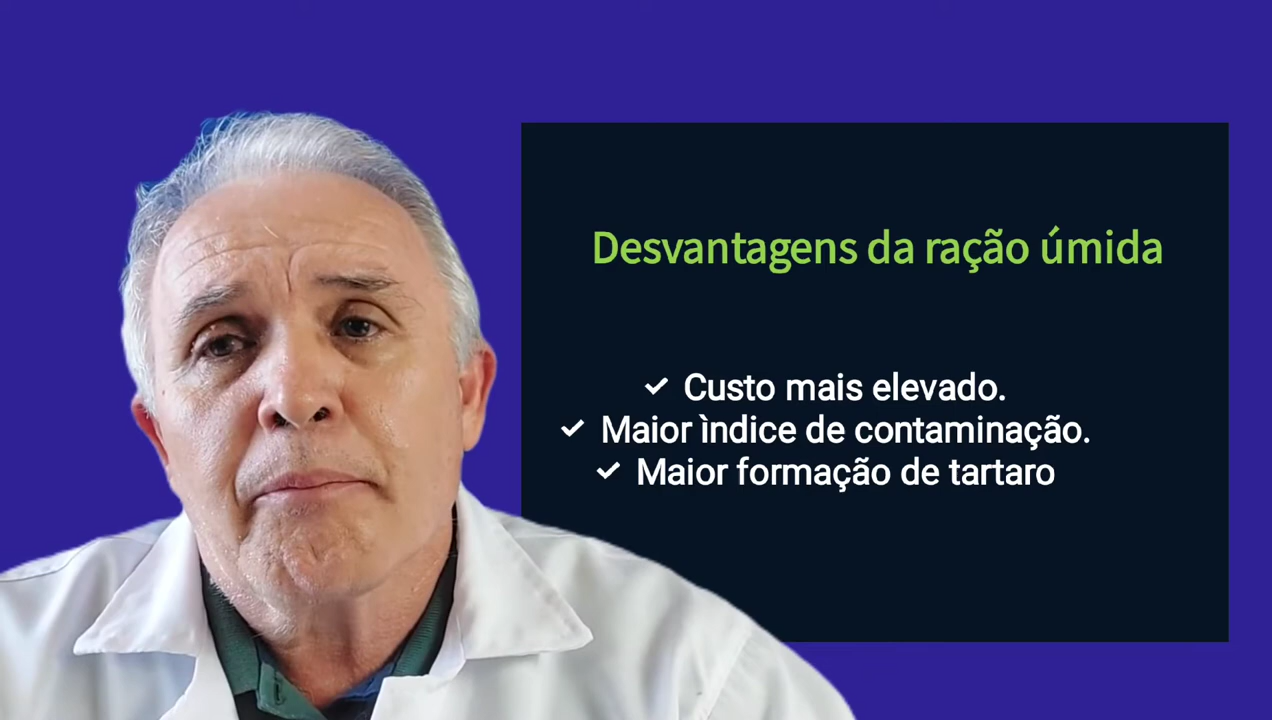 Desvantagens da ração úmida
✓ Custo mais elevado.
✓ Maior ìndice de contaminação.
✓ Maior formação de tartaro